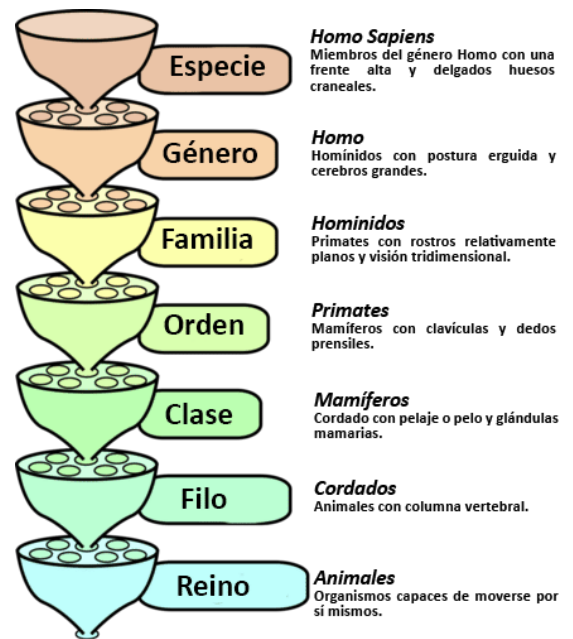 Especie
Homo Sapiens
Miembros del género Homo con una
frente alta y delgados huesos
craneales.
Género
Homo
Homínidos con postura erguida y
cerebros grandes.
Familia
Hominidos
Primates con rostros relativamente
planos y visión tridimensional.
Orden
Primates
Mamíferos con clavículas y dedos
prensiles.
Clase
Mamíferos
Cordado con pelaje o pelo y glándulas
mamarias.
Filo
Cordados
Animales con columna vertebral.
Reino
Animales
Organismos capaces de moverse por
sí mismos.